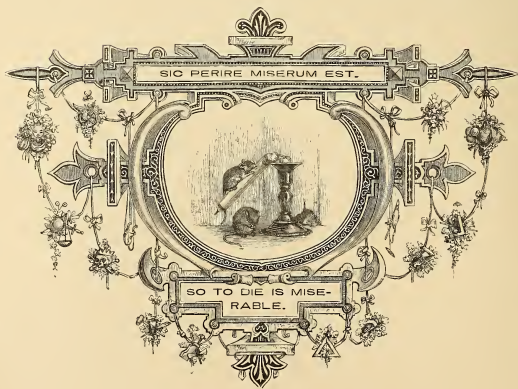 SIC PERIRE MISERUM EST.
SO TO DIE IS MISE-
RABLE.